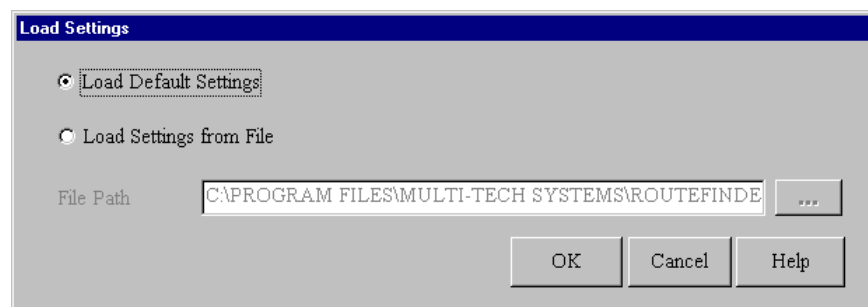 Load Settings
Load Default Settings
Load Settings from File
File Path C:\PROGRAM FILES\MULTI-TECH SYSTEMS\ROUTEFINDE ...
OK Cancel Help